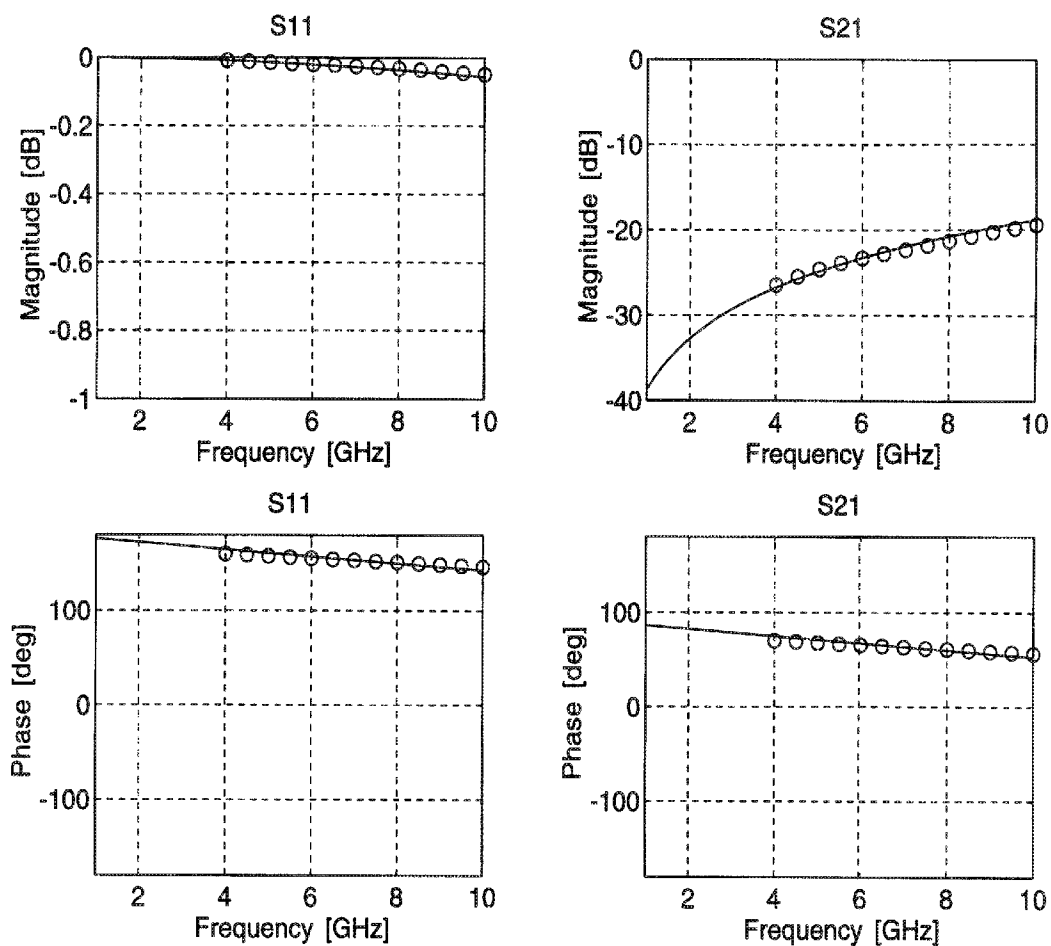 S11
0
-0.2
-0.4
-0.6
-0.8
-1
Magnitude [dB]
2 4 6 8 10
Frequency [GHz]
S21
0
-10
-20
-30
-40
Magnitude [dB]
2 4 6 8 10
Frequency [GHz]
S11
100
0
-100
Phase [deg]
2 4 6 8 10
Frequency [GHz]
S21
100
0
-100
Phase [deg]
2 4 6 8 10
Frequency [GHz]